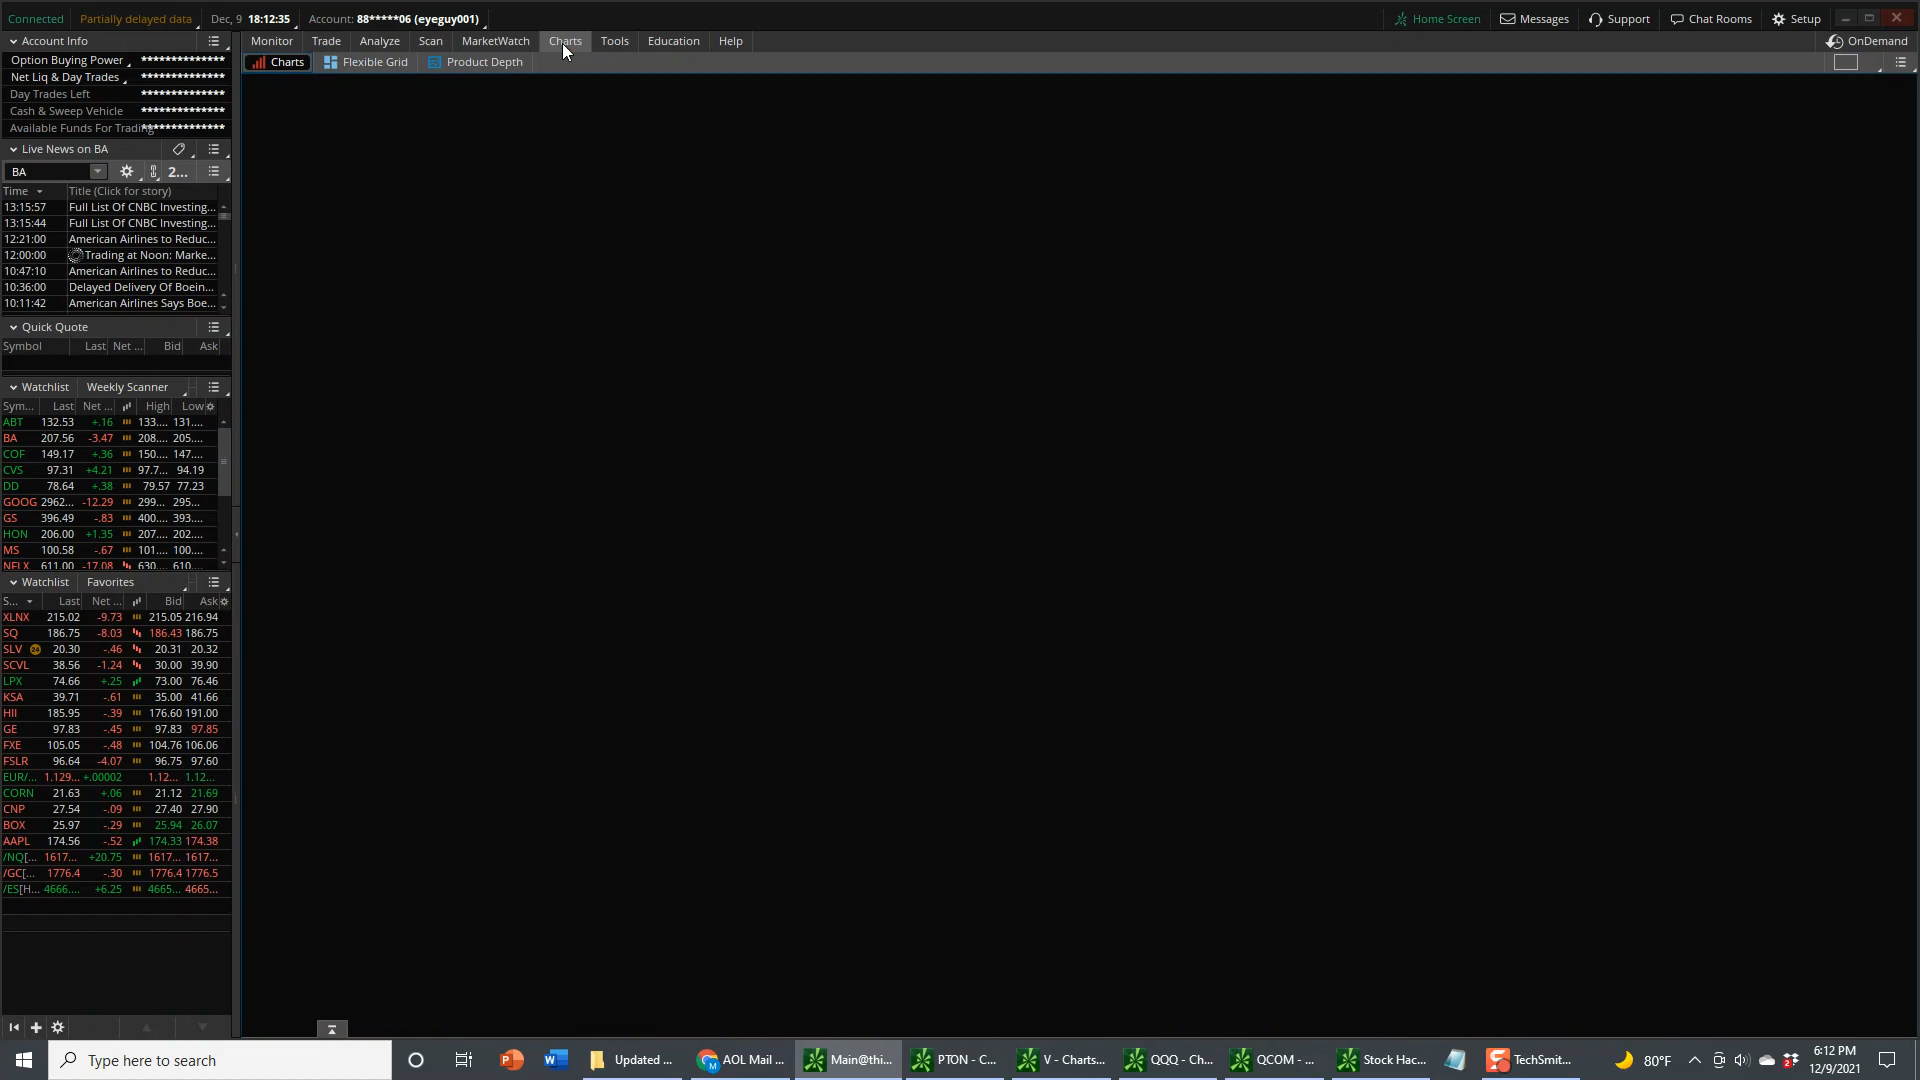 Connected Partially delayed data Dec, 9 18:12:35 Account: 88*****06 (eyeguy001) Home Screen Messages Support Chat Rooms Setup
Account Info Monitor Trade Analyze Scan MarketWatch Charts Tools Education Help OnDemand
Charts Flexible Grid Product Depth
Option Buying Power **************
Net Liq & Day Trades **************
Day Trades Left **************
Cash & Sweep Vehicle **************
Available Funds For Trading **************
Live News on BA
BA 2...
Time Title (Click for story)
13:15:57 Full List Of CNBC Investing...
13:15:44 Full List Of CNBC Investing...
12:21:00 American Airlines to Reduc...
12:00:00 Trading at Noon: Marke...
10:47:10 American Airlines to Reduc...
10:36:00 Delayed Delivery Of Boein...
10:11:42 American Airlines Says Boe...
Quick Quote
Symbol Last Net ... Bid Ask
Watchlist Weekly Scanner
Sym... Last Net ... High Low
ABT 132.53 +.16 133.... 131....
BA 207.56 -3.47 208.... 205....
COF 149.17 +.36 150.... 147....
CVS 97.31 +4.21 97.7... 94.19
DD 78.64 +.38 79.57 77.23
GOOG 2962... -12.29 299... 295...
GS 396.49 -.83 400.... 393....
HON 206.00 +1.35 207.... 202....
MS 100.58 -.67 101.... 100....
NFLX 611.00 -17.08 630.... 610....
Watchlist Favorites
S... Last Net ... Bid Ask
XLNX 215.02 -9.73 215.05 216.94
SQ 186.75 -8.03 186.43 186.75
SLV 24 20.30 -.46 20.31 20.32
SCVL 38.56 -1.24 30.00 39.90
LPX 74.66 +.25 73.00 76.46
KSA 39.71 -.61 35.00 41.66
HII 185.95 -.39 176.60 191.00
GE 97.83 -.45 97.83 97.85
FXE 105.05 -.48 104.76 106.06
FSLR 96.64 -4.07 96.75 97.60
EUR/... 1.129... +.00002 1.12... 1.12...
CORN 21.63 +.06 21.12 21.69
CNP 27.54 -.09 27.40 27.90
BOX 25.97 -.29 25.94 26.07
AAPL 174.56 -.52 174.33 174.38
/NQ[... 1617... +20.75 1617... 1617...
/GC[... 1776.4 -.30 1776.4 1776.5
/ES[H... 4666.... +6.25 4665... 4665...
Type here to search Updated ... AOL Mail ... Main@thi... PTON - C... V - Charts... QQQ - Ch... QCOM - ... Stock Hac... TechSmit... 80°F 6:12 PM
12/9/2021